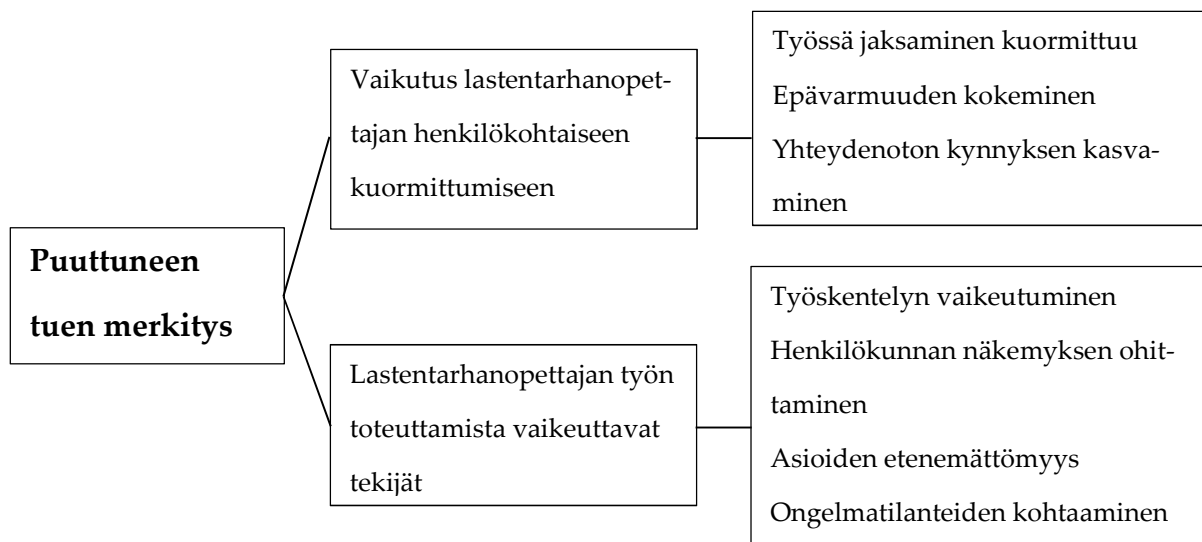 Puuttuneen
tuen merkitys
Vaikutus lastentarhanopet-
tajan henkilökohtaiseen
kuormittumiseen
Työssä jaksaminen kuormittuu
Epävarmuuden kokeminen
Yhteydenoton kynnyksen kasva-
minen
Lastentarhanopettajan työn
toteuttamista vaikeuttavat
tekijät
Työskentelyn vaikeutuminen
Henkilökunnan näkemyksen ohit-
taminen
Asioiden etenemättömyys
Ongelmatilanteiden kohtaaminen